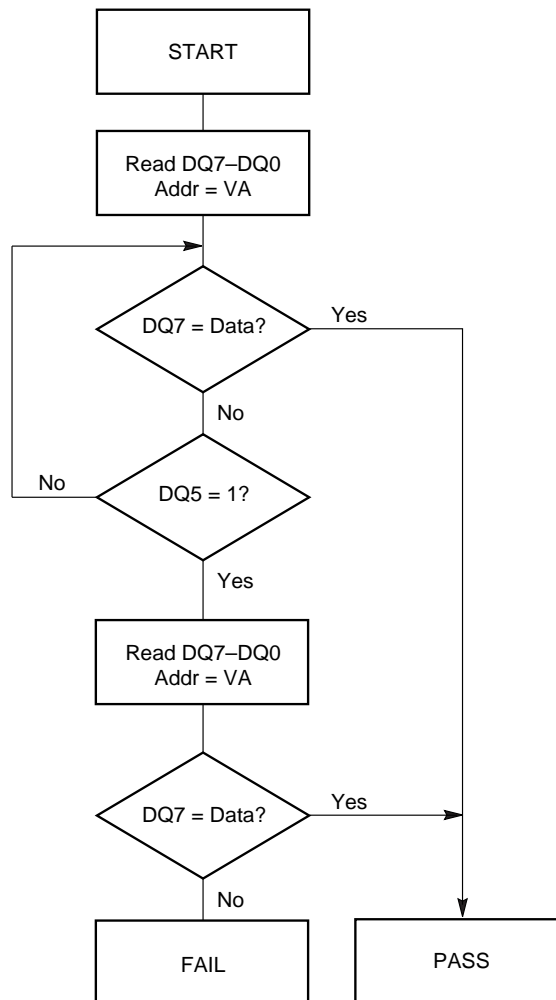 START
Read DQ7–DQ0
Addr = VA
DQ7 = Data?
Yes
No
No
DQ5 = 1?
Yes
Read DQ7–DQ0
Addr = VA
DQ7 = Data?
Yes
No
FAIL
PASS